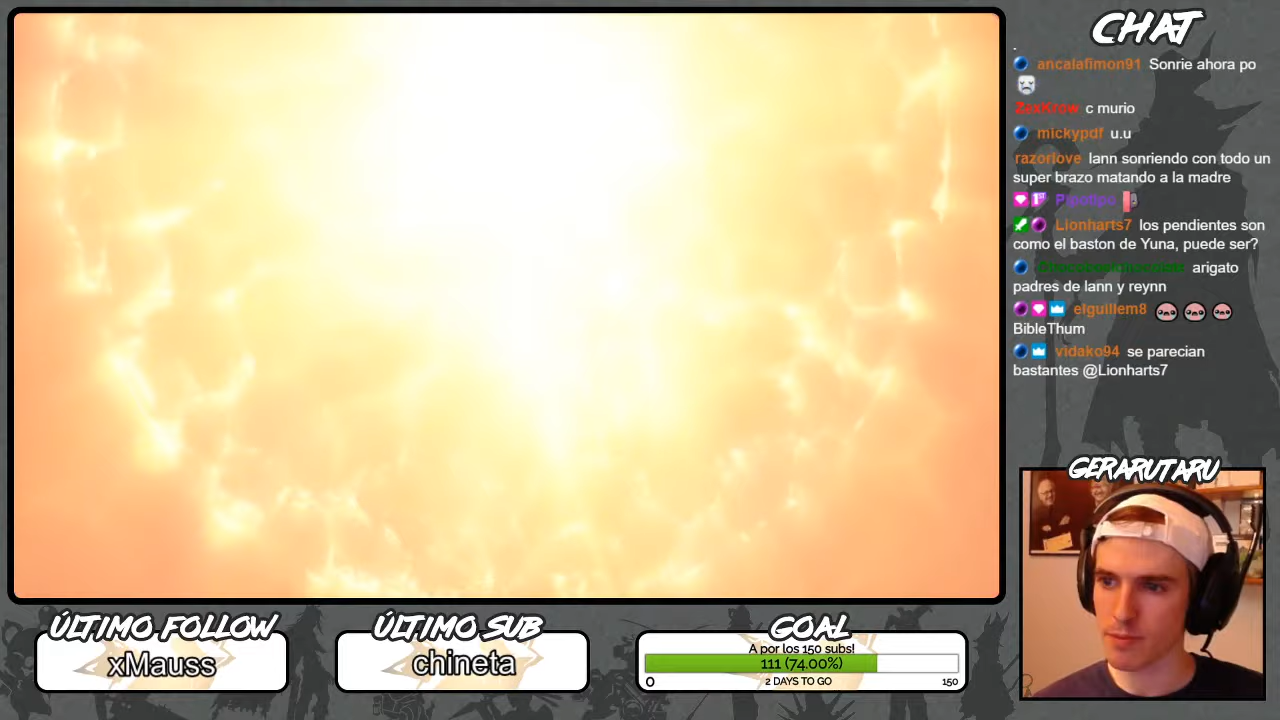 CHAT
ancalafimon91 Sonrie ahora po
ZaxKrow c murio
mickypdf u.u
razorlove lann sonriendo con todo un
super brazo matando a la madre
Pipottpo
Lionharts7 los pendientes son
como el baston de Yuna, puede ser?
arigato
padres de lann y reynn
elguillem8
BibleThum
vidako94 se parecian
bastantes @Lionharts7
GERARUTARU
ÚLTIMO FOLLOW
xMauss
ÚLTIMO SUB
chineta
GOAL
A por los 150 subs!
111 (74.00%)
0 2 DAYS TO GO 150